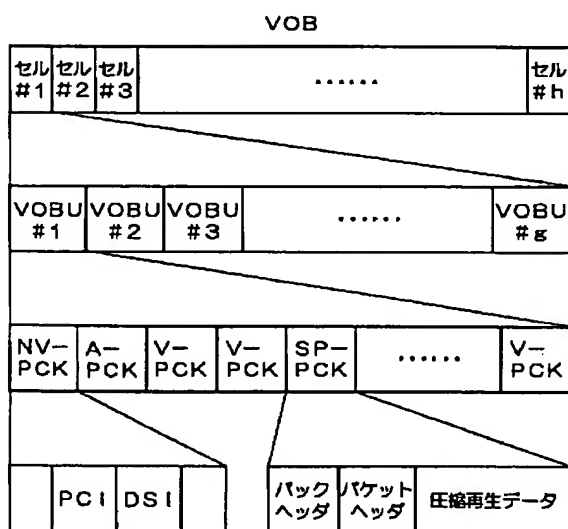 VOB
セル セル セル ...... セル
#1 #2 #3 #h
VOBU VOBU VOBU ...... VOBU
#1 #2 #3 #g
NV- A- V- V- SP- ...... V-
PCK PCK PCK PCK PCK PCK
PCI DSI パック パケット 圧縮再生データ
ヘッダ ヘッダ